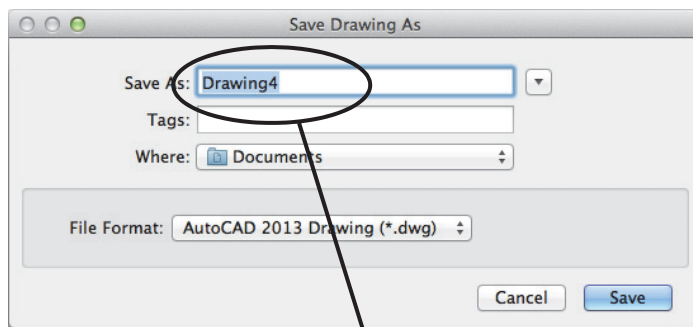 Save Drawing As
Save As: Drawing4
Tags:
Where: Documents
File Format: AutoCAD 2013 Drawing (*.dwg)
Cancel Save